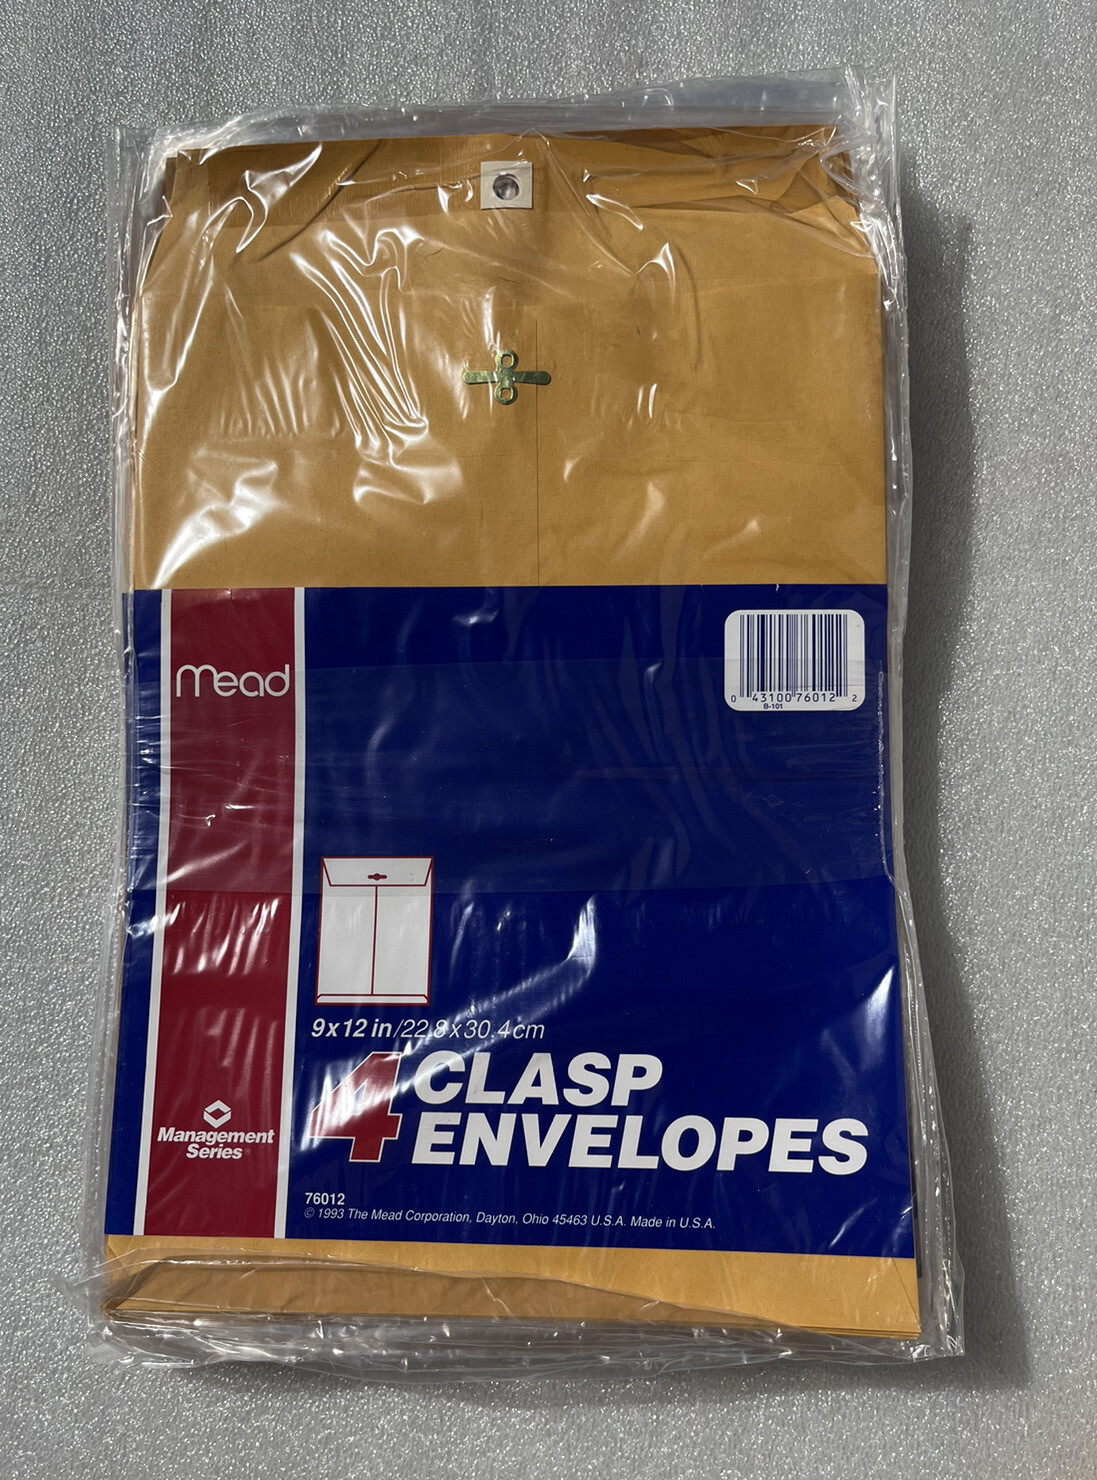 0 43100 76012 2
B-101
Mead
9x12 in/22.8x30.4cm
4 CLASP
ENVELOPES
Management
Series
76012
© 1993 The Mead Corporation, Dayton, Ohio 45463 U.S.A. Made in U.S.A.